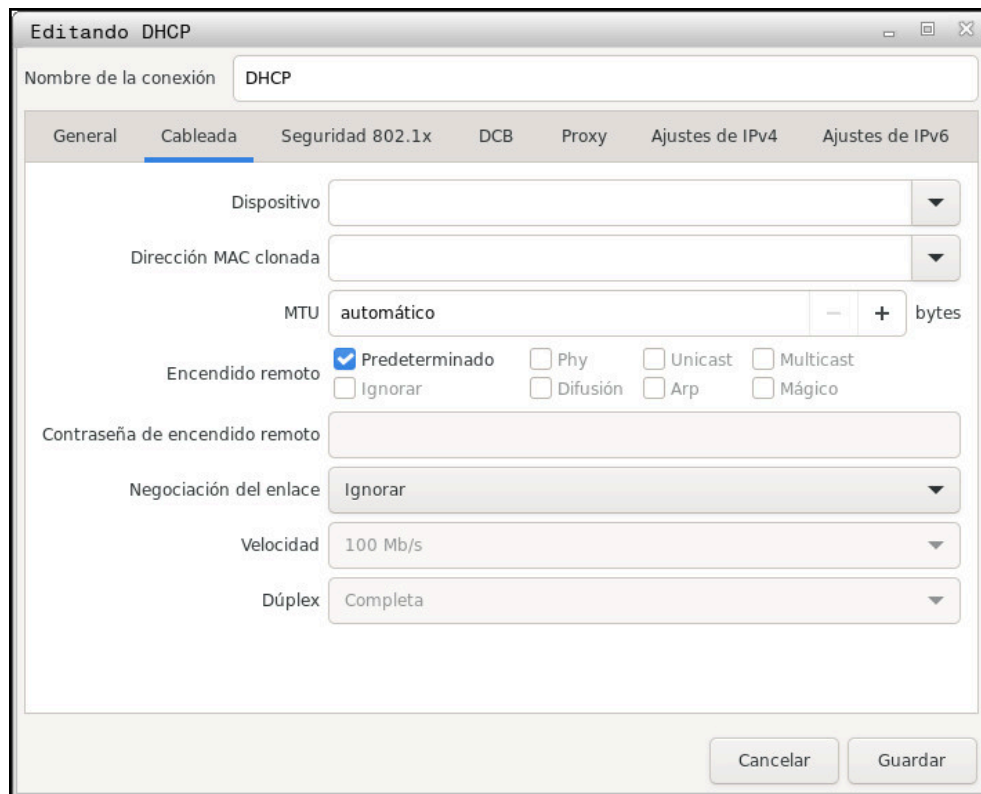 Editando DHCP
Nombre de la conexión DHCP
General Cableada Seguridad 802.1x DCB Proxy Ajustes de IPv4 Ajustes de IPv6
Dispositivo
Dirección MAC clonada
MTU automático − + bytes
Encendido remoto Predeterminado Phy Unicast Multicast
Ignorar Difusión Arp Mágico
Contraseña de encendido remoto
Negociación del enlace Ignorar
Velocidad 100 Mb/s
Dúplex Completa
Cancelar Guardar